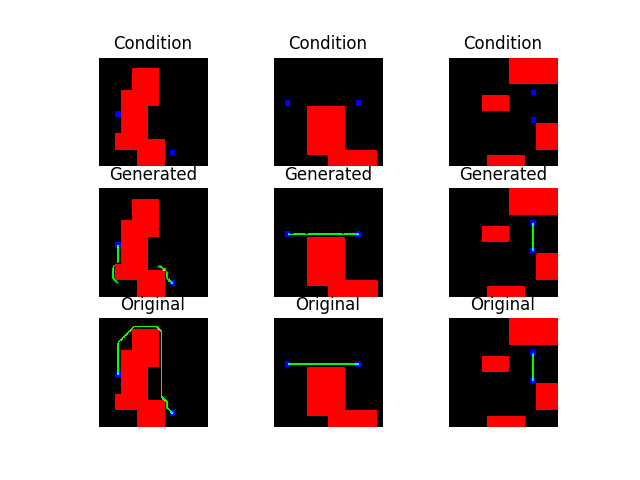 Condition Condition Condition
Generated Generated Generated
Original Original Original